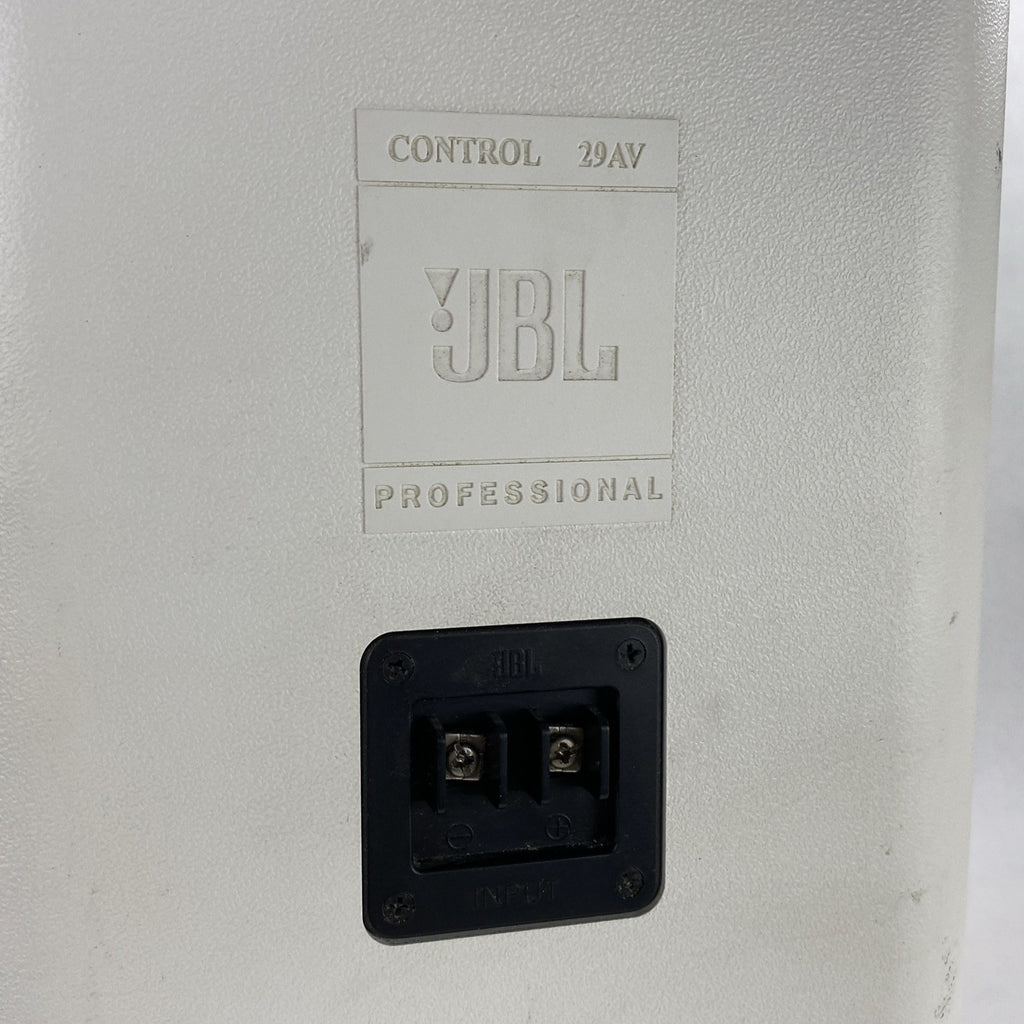 CONTROL 29AV
JBL
PROFESSIONAL
JBL
INPUT